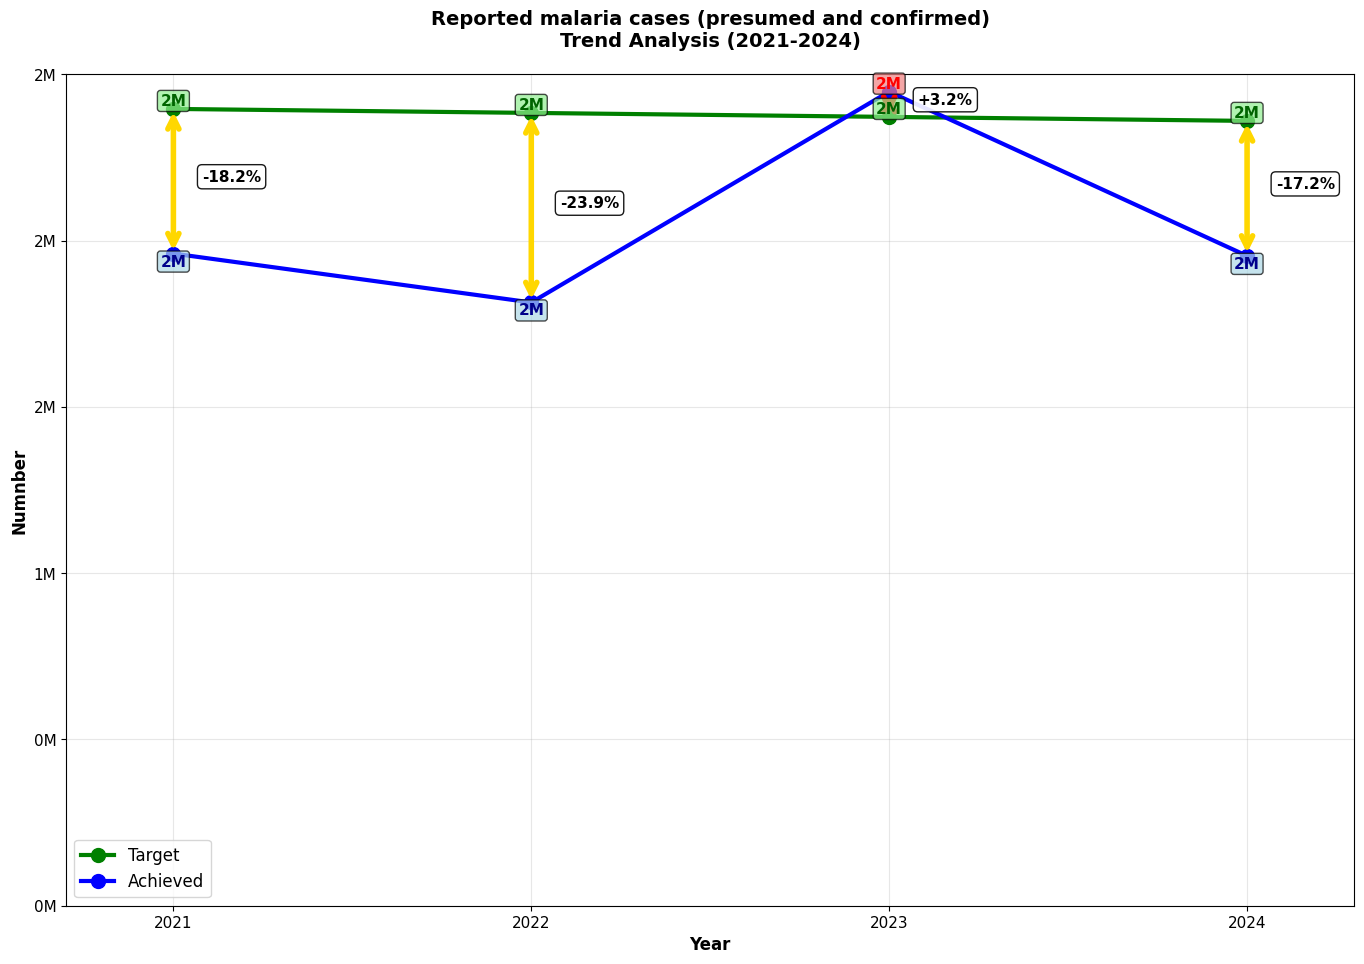 Reported malaria cases (presumed and confirmed)
Trend Analysis (2021-2024)
2M
2M
2M
1M
0M
0M
Numnber
2M
2M
2M
2M
2M
+3.2%
-18.2%
-23.9%
-17.2%
2M
2M
2M
Target
Achieved
2021
2022
2023
2024
Year